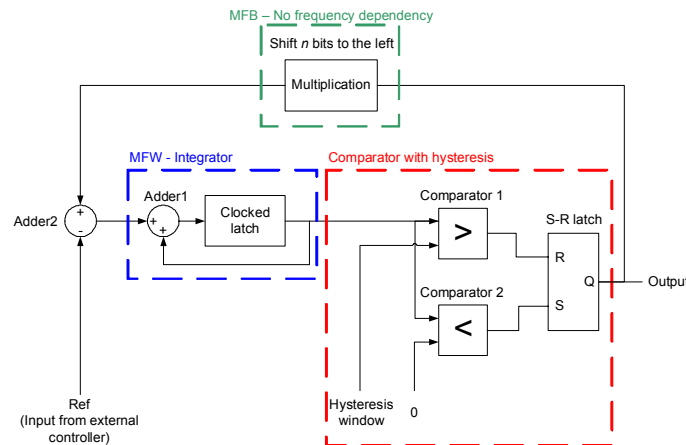 MFB – No frequency dependency
Shift n bits to the left
Multiplication
MFW - Integrator
Comparator with hysteresis
Adder1
Clocked
latch
Adder2
+
-
+
+
Comparator 1
>
S-R latch
R
Q
S
Output
Comparator 2
<
Ref
(Input from external
controller)
Hysteresis
window
0